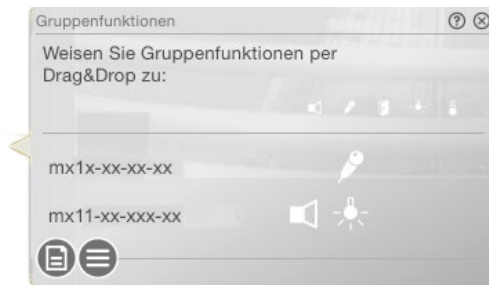 Gruppenfunktionen
Weisen Sie Gruppenfunktionen per
Drag&Drop zu:
mx1x-xx-xx-xx
mx11-xx-xxx-xx